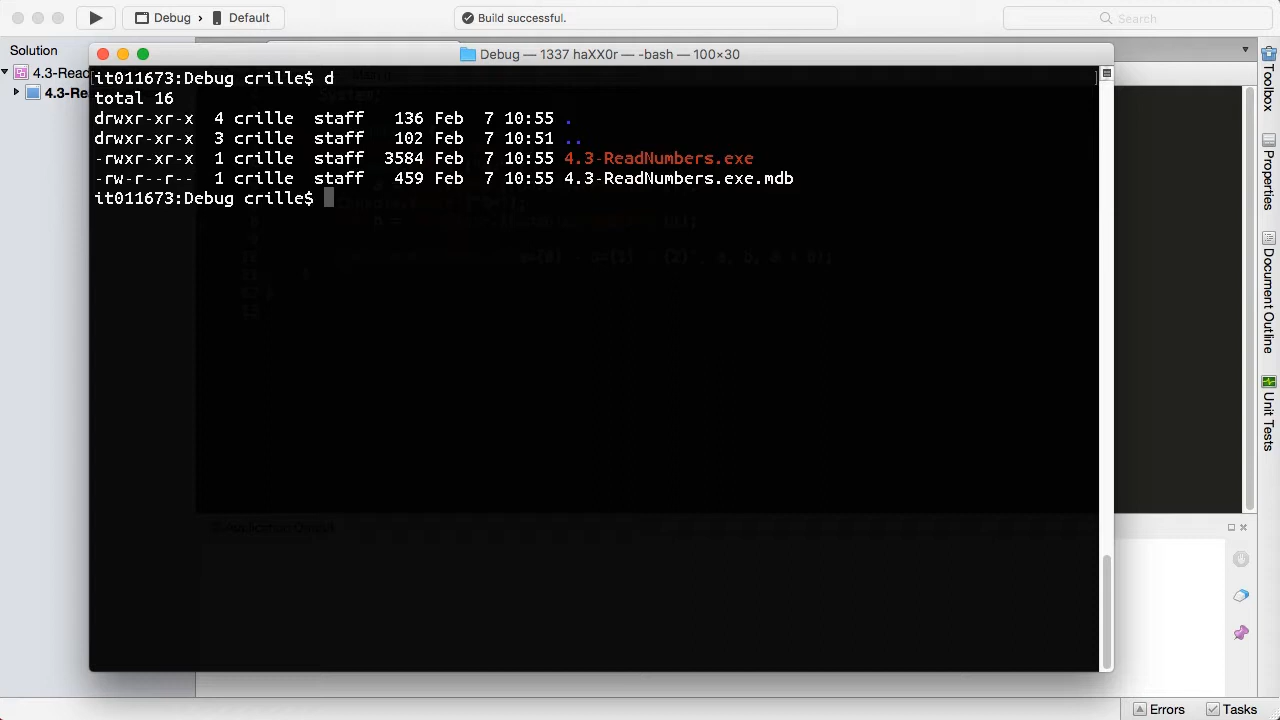 Debug › Default
Build successful.
Search
Solution
4.3-Read
4.3-Re
Debug — 1337 haXX0r — -bash — 100×30
it011673:Debug crille$ d
total 16
drwxr-xr-x 4 crille staff 136 Feb 7 10:55 .
drwxr-xr-x 3 crille staff 102 Feb 7 10:51 ..
-rwxr-xr-x 1 crille staff 3584 Feb 7 10:55 4.3-ReadNumbers.exe
-rw-r--r-- 1 crille staff 459 Feb 7 10:55 4.3-ReadNumbers.exe.mdb
it011673:Debug crille$
Toolbox
Properties
Document Outline
Unit Tests
Errors
Tasks